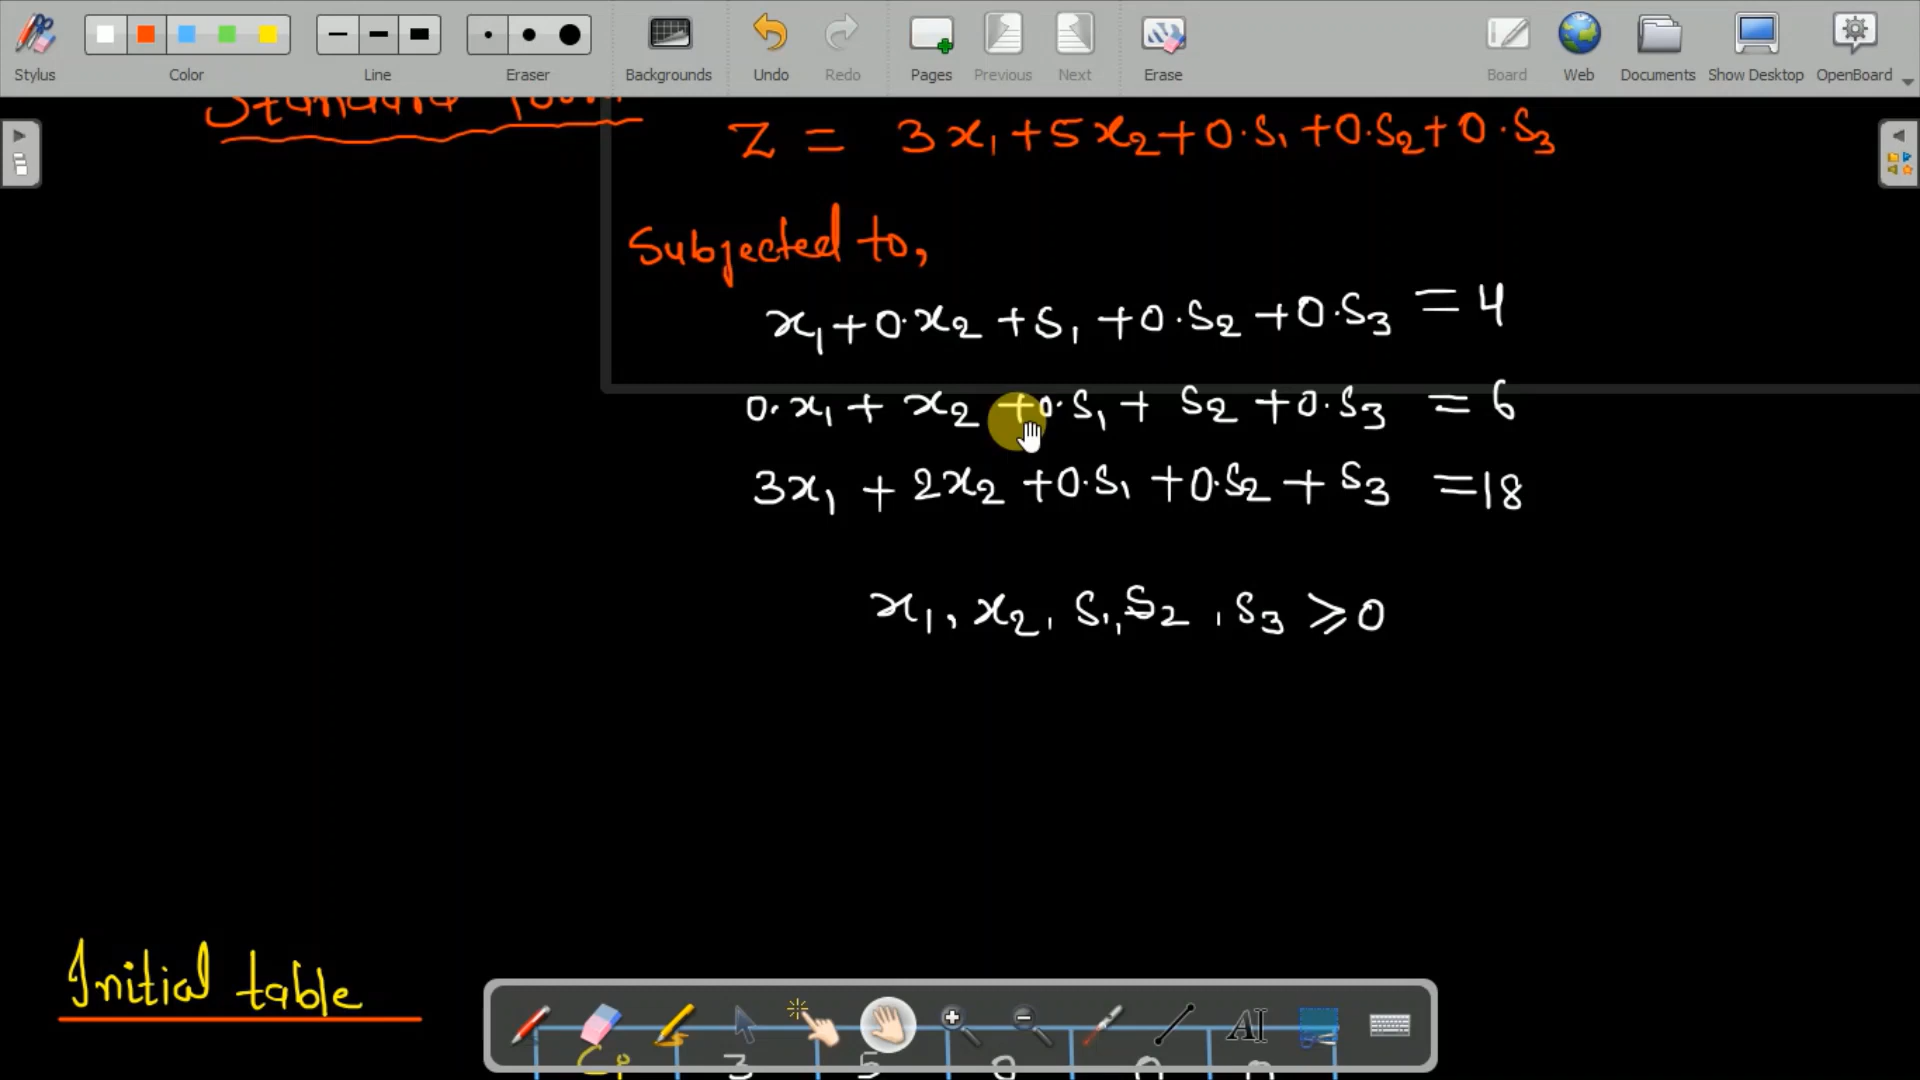 Stylus Color Line Eraser Backgrounds Undo Redo Pages Previous Next Erase Board Web Documents Show Desktop OpenBoard
Standard form
Z = 3x₁ + 5x₂ + 0·S₁ + 0·S₂ + 0·S₃
Subjected to,
x₁ + 0·x₂ + S₁ + 0·S₂ + 0·S₃ = 4
0·x₁ + x₂ + 0·S₁ + S₂ + 0·S₃ = 6
3x₁ + 2x₂ + 0·S₁ + 0·S₂ + S₃ = 18
x₁, x₂, S₁, S₂, S₃ ⩾ 0
Initial table